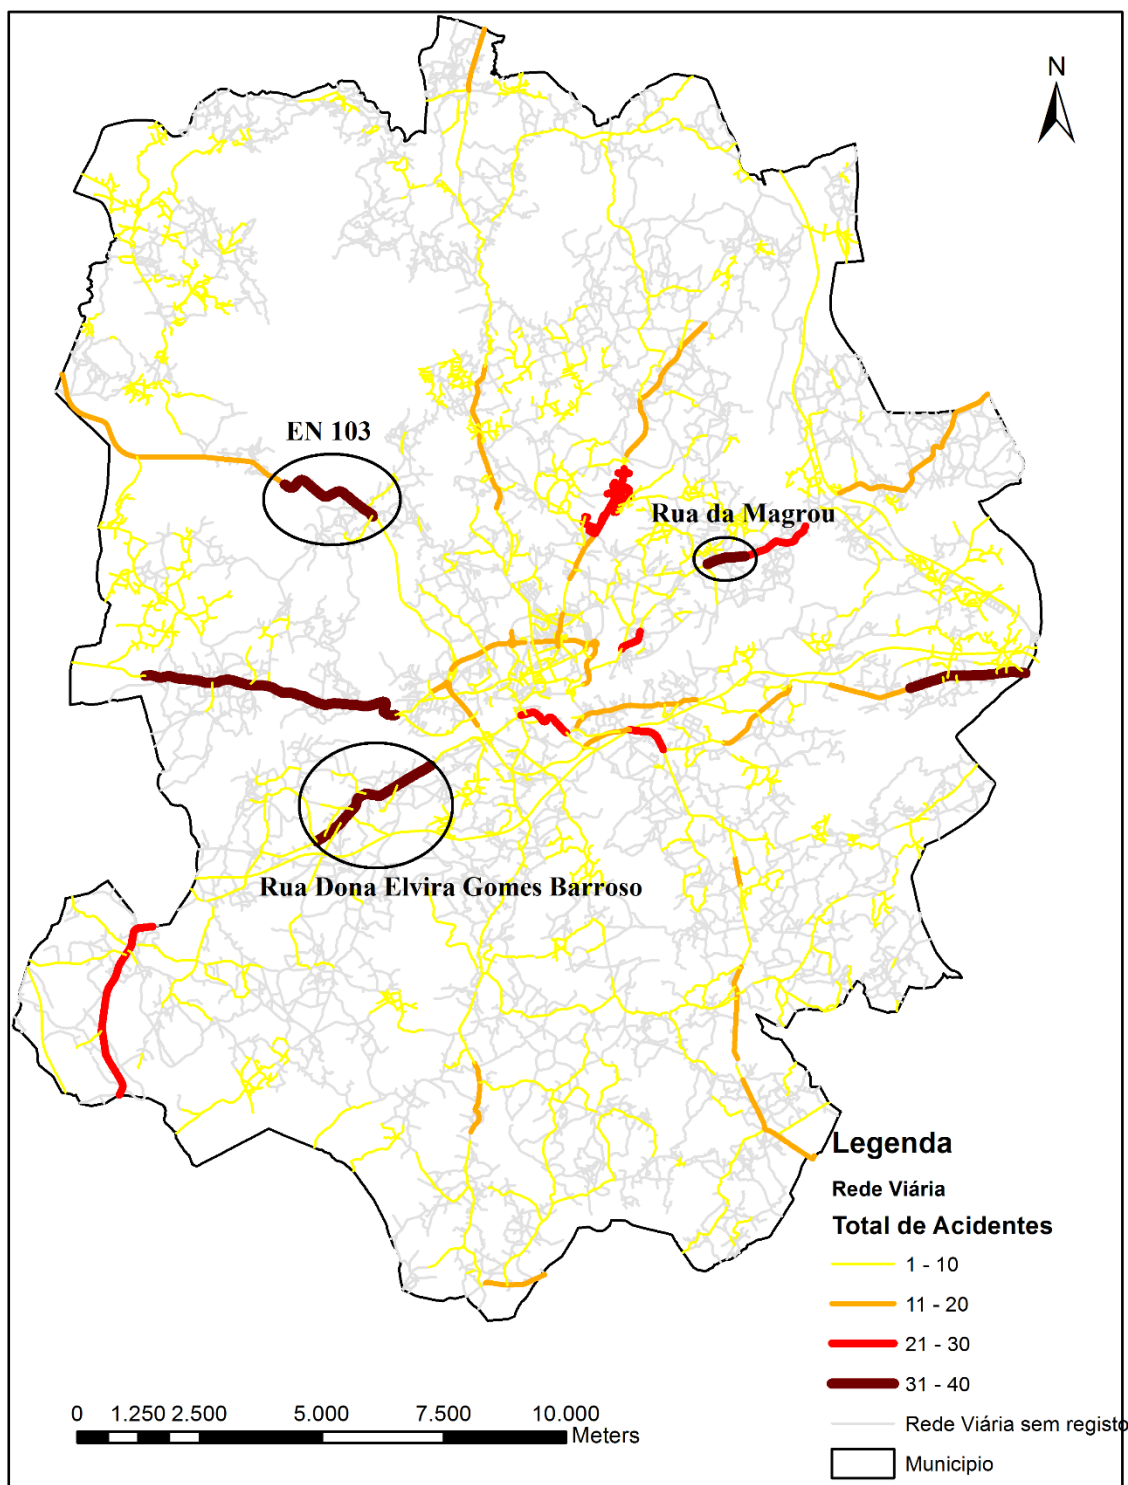 N
EN 103
Rua da Magrou
Rua Dona Elvira Gomes Barroso
Legenda
Rede Viária
Total de Acidentes
1 - 10
11 - 20
21 - 30
31 - 40
Rede Viária sem registo
Municipio
0 1.250 2.500 5.000 7.500 10.000
Meters